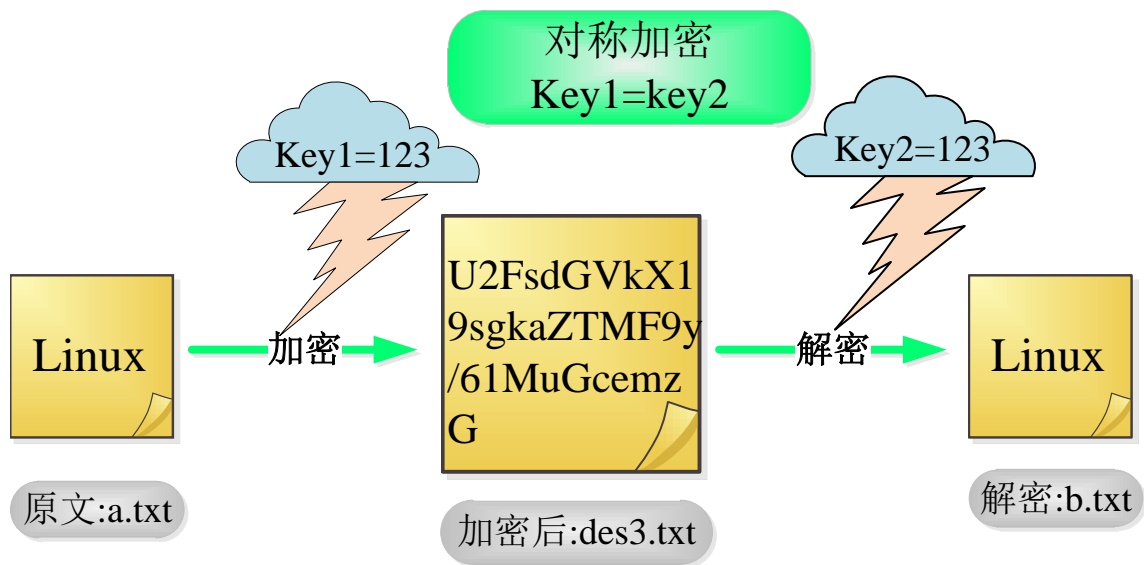 对称加密
Key1=key2
Key1=123
Key2=123
Linux
加密
U2FsdGVkX1
9sgkaZTMF9y
/61MuGcemz
G
解密
Linux
原文:a.txt
加密后:des3.txt
解密:b.txt